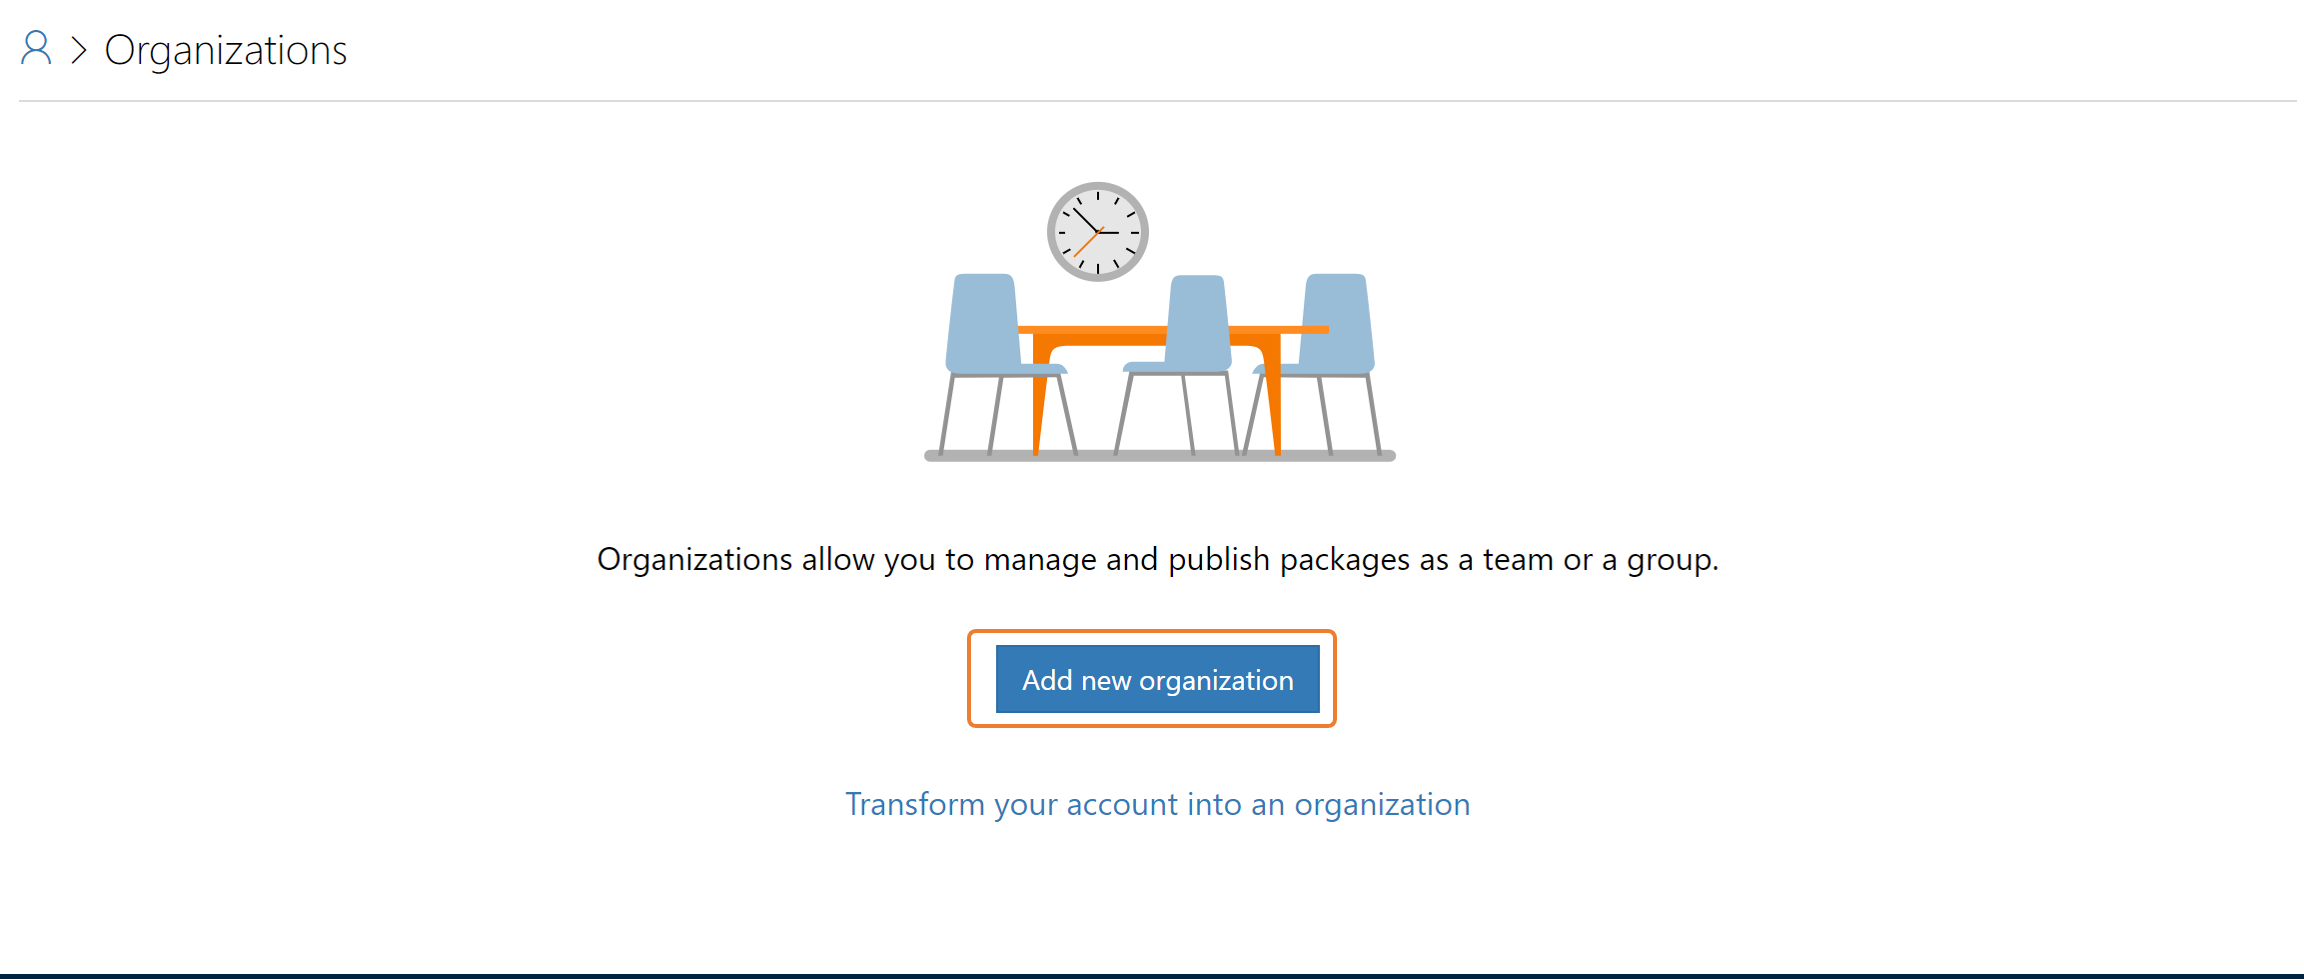 Organizations
Organizations allow you to manage and publish packages as a team or a group.
Add new organization
Transform your account into an organization